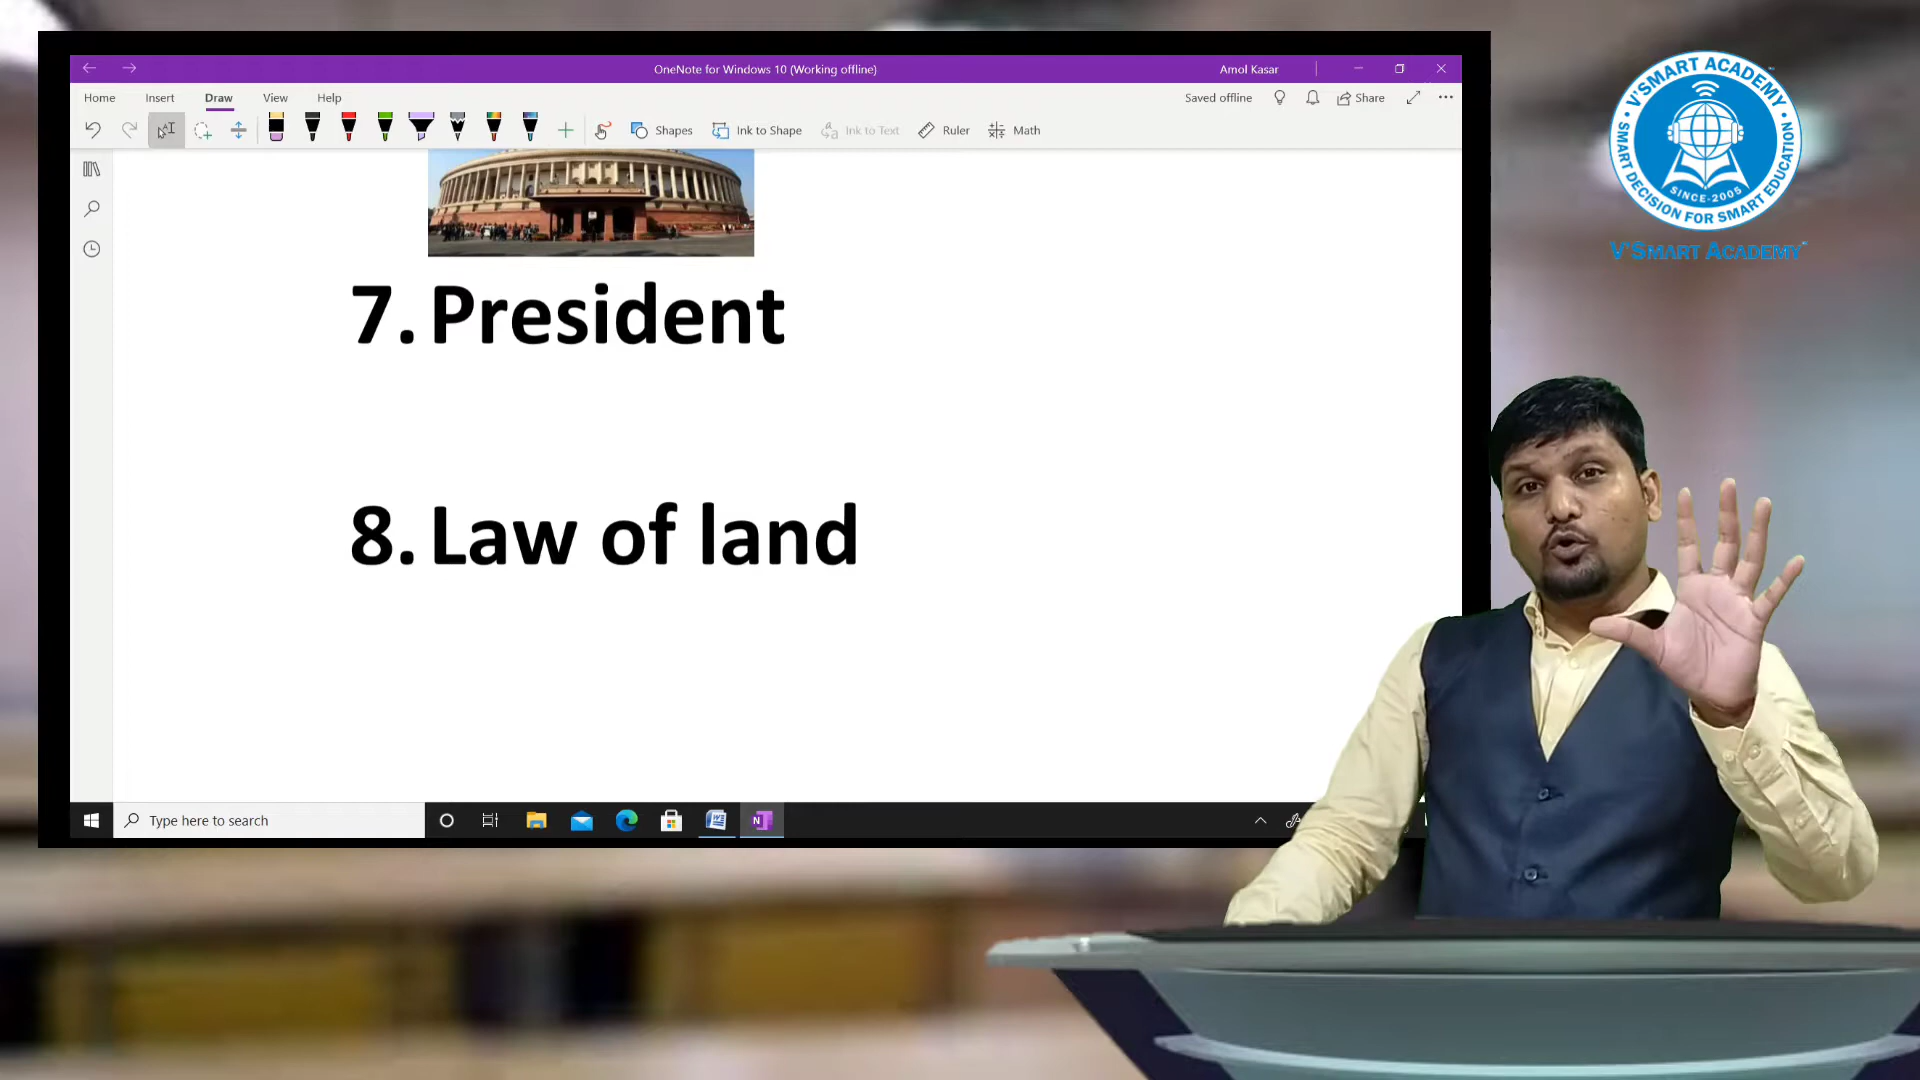 OneNote for Windows 10 (Working offline)
Amol Kasar
Home Insert Draw View Help
Saved offline
Share
Shapes
Ink to Shape
Ink to Text
Ruler
Math
7. President
8. Law of land
Type here to search
V'SMART ACADEMY
SMART DECISION FOR SMART EDUCATION
SINCE-2005
V'SMART ACADEMY